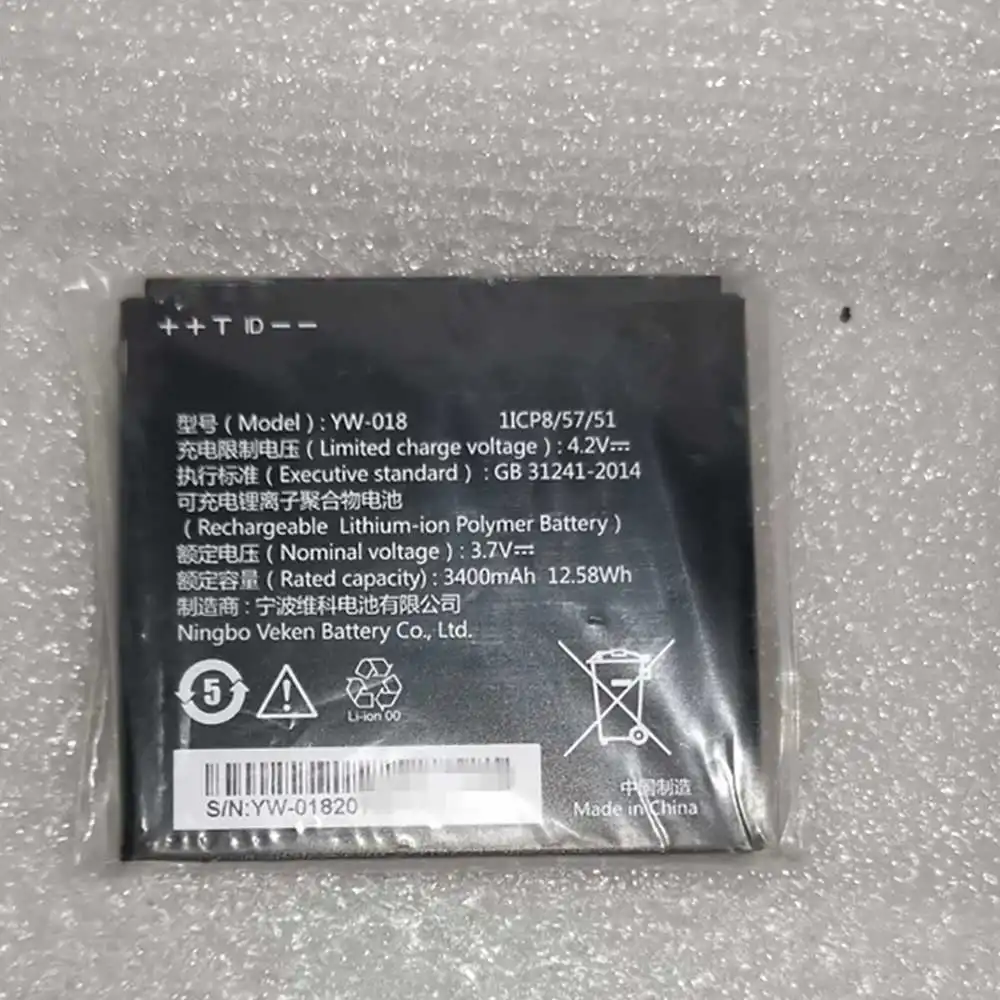 ++T ID--
型号 ( Model ) : YW-018 1ICP8/57/51
充电限制电压 ( Limited charge voltage ) : 4.2V⎓
执行标准 ( Executive standard ) : GB 31241-2014
可充电锂离子聚合物电池
( Rechargeable Lithium-ion Polymer Battery )
额定电压 ( Nominal voltage ) : 3.7V⎓
额定容量 ( Rated capacity) : 3400mAh 12.58Wh
制造商 : 宁波维科电池有限公司
Ningbo Veken Battery Co., Ltd.
5
Li-ion 00
S/N:YW-01820
中国制造
Made in China